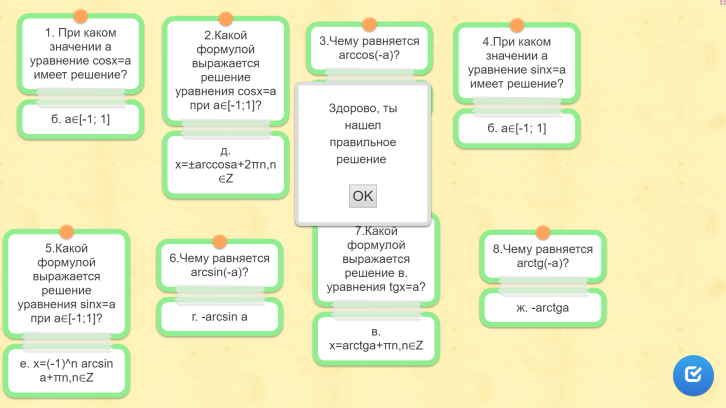 1. При каком
значении а
уравнение cosx=a
имеет решение?
б. a∈[-1; 1]
2.Какой
формулой
выражается
решение
уравнения cosx=a
при a∈[-1;1]?
д.
x=±arccosa+2πn,n
∈Z
3.Чему равняется
arccos(-a)?
4.При каком
значении а
уравнение sinx=a
имеет решение?
б. a∈[-1; 1]
Здорово, ты
нашел
правильное
решение
OK
5.Какой
формулой
выражается
решение
уравнения sinx=a
при a∈[-1;1]?
е. x=(-1)^n arcsin
a+πn,n∈Z
6.Чему равняется
arcsin(-a)?
г. -arcsin a
7.Какой
формулой
выражается
решение в.
уравнения tgx=a?
в.
x=arctga+πn,n∈Z
8.Чему равняется
arctg(-a)?
ж. -arctga